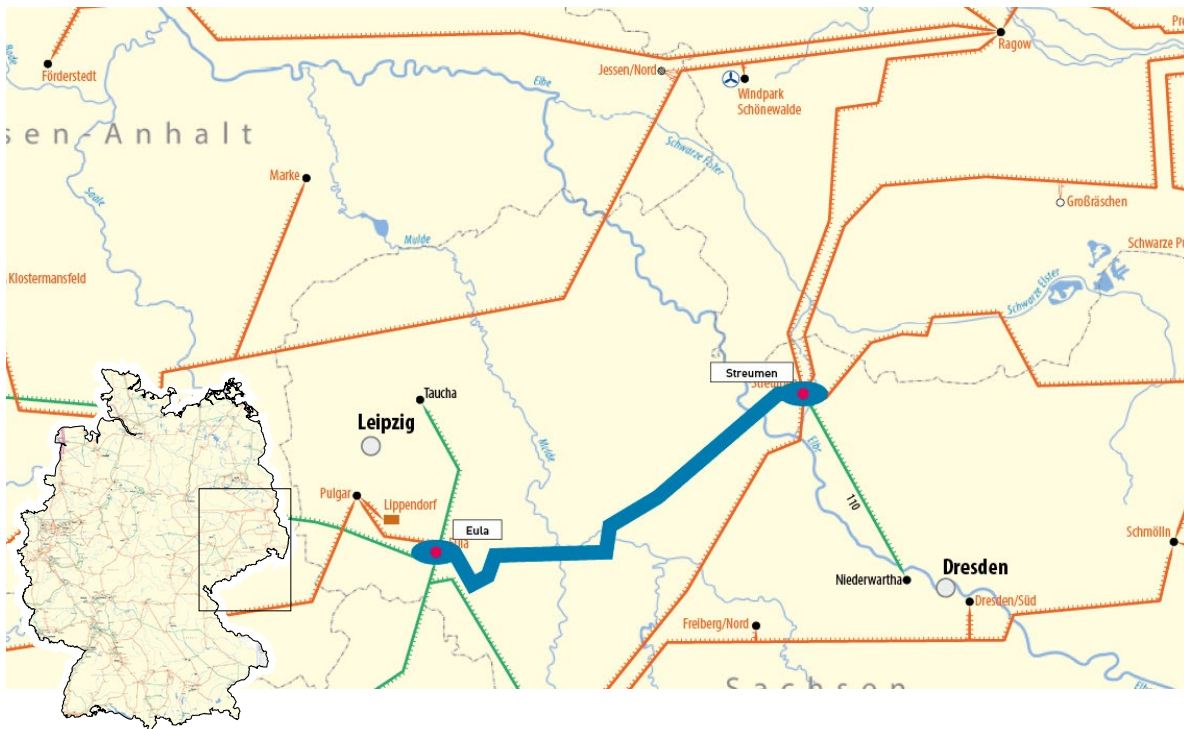 Ragow
Elbe
Förderstedt
Jessen/Nord
Windpark
Schönewalde
sen-Anhalt
Schwarze Elster
Marke
Saale
Großräschen
Mulde
Klostermansfeld
Schwarze
Schwarze Elster
Streumen
Taucha
Leipzig
Mulde
Elbe
Pulgar
Lippendorf
110
Eula
Schmölln
Niederwartha
Dresden
Dresden/Süd
Freiberg/Nord
Elbe
Sachsen